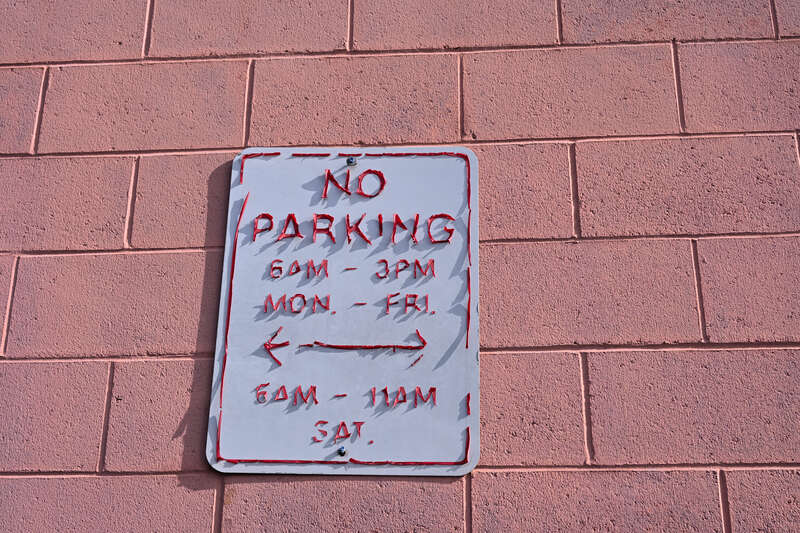 NO
PARKING
6AM - 3PM
MON. - FRI.
6AM - 11AM
SAT.